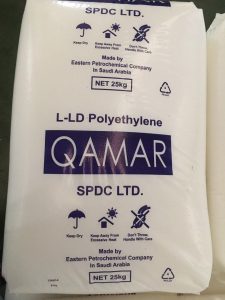 QAMAR
SPDC LTD.
Keep Dry
Keep Away From
Excessive Heat
Don't Throw,
Handle With Care
Made by
Eastern Petrochemical Company
In Saudi Arabia
NET 25kg
L-LD Polyethylene
QAMAR
SPDC LTD.
Keep Dry
Keep Away From
Excessive Heat
Don't Throw,
Handle With Care
Made by
Eastern Petrochemical Company
In Saudi Arabia
NET 25kg